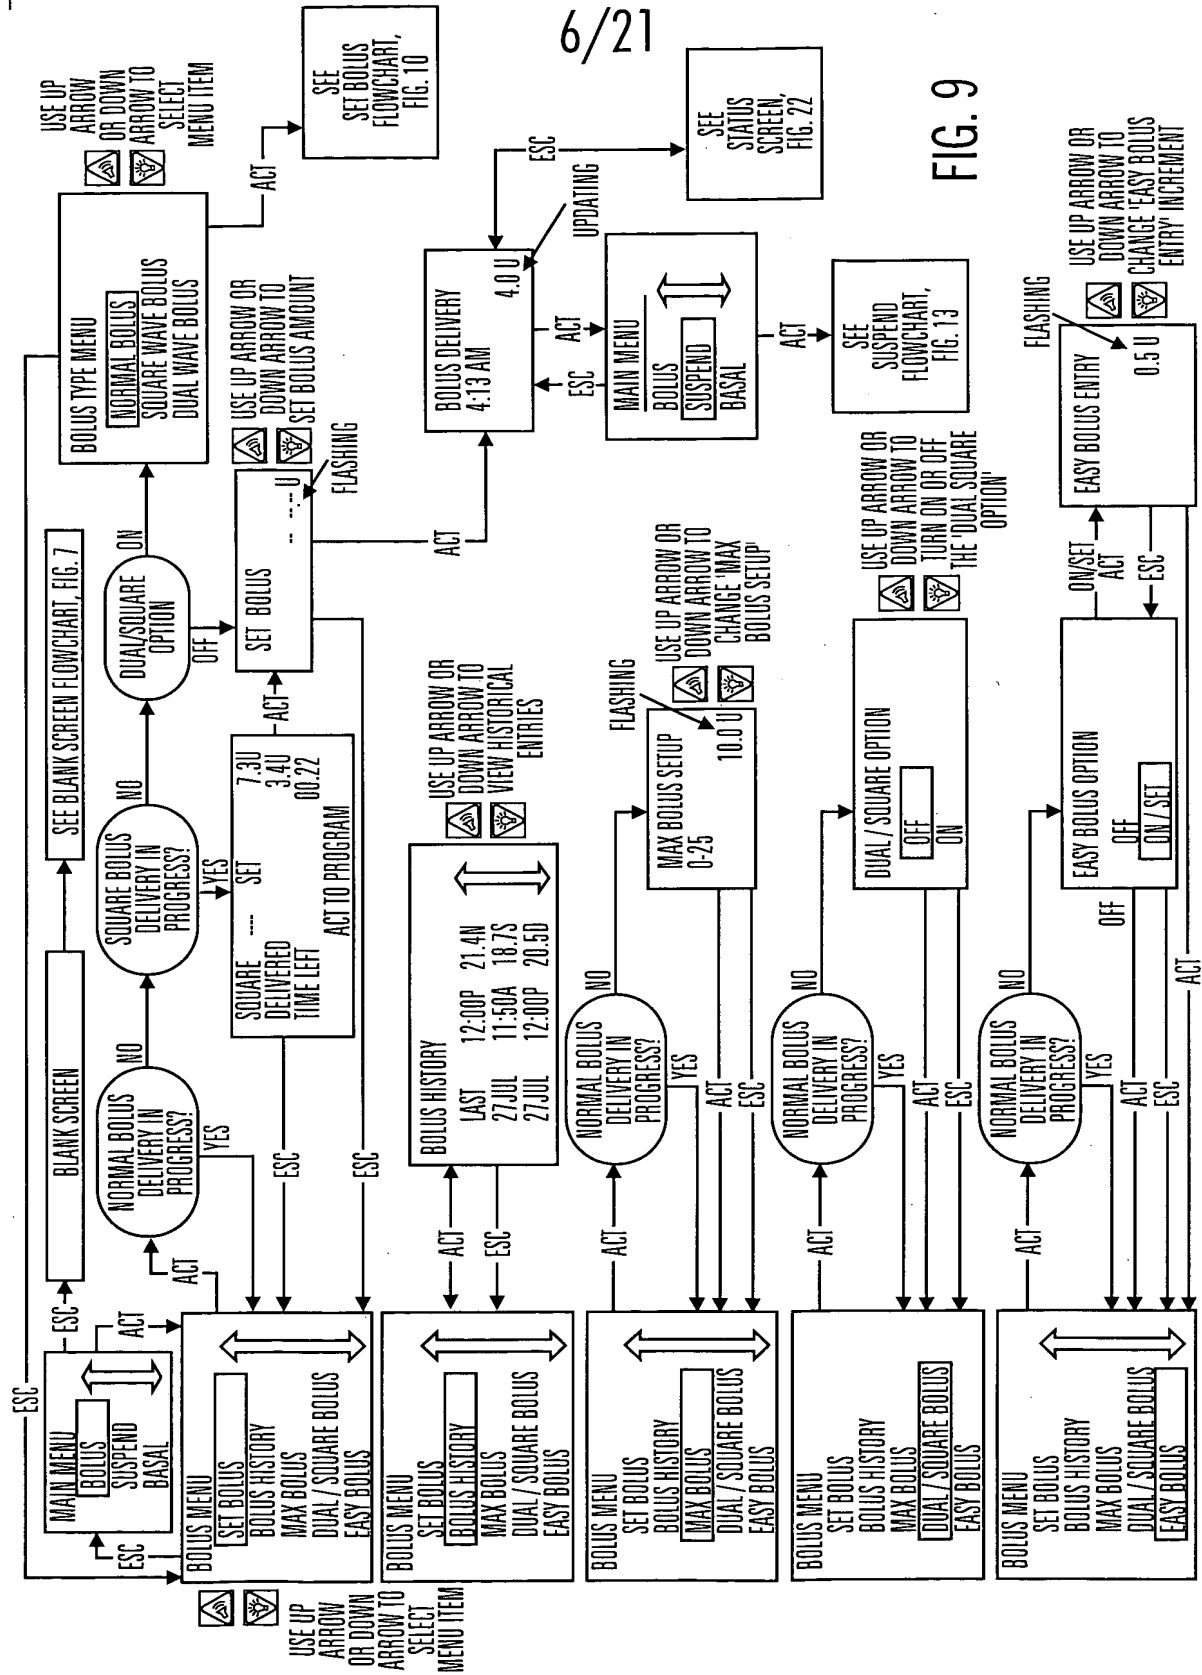 6/21
FIG. 9
MAIN MENU
BOLUS
SUSPEND
BASAL
ESC
ESC
ACT
ESC
BLANK SCREEN
SEE BLANK SCREEN FLOWCHART, FIG. 7
USE UP
ARROW
OR DOWN
ARROW TO
SELECT
MENU ITEM
BOLUS MENU
SET BOLUS
BOLUS HISTORY
MAX BOLUS
DUAL / SQUARE BOLUS
EASY BOLUS
ACT
NORMAL BOLUS
DELIVERY IN
PROGRESS?
YES
NO
SQUARE BOLUS
DELIVERY IN
PROGRESS?
YES
NO
DUAL/SQUARE
OPTION
OFF
ON
BOLUS TYPE MENU
NORMAL BOLUS
SQUARE WAVE BOLUS
DUAL WAVE BOLUS
USE UP
ARROW
OR DOWN
ARROW TO
SELECT
MENU ITEM
ACT
SEE
SET BOLUS
FLOWCHART,
FIG. 10
SQUARE ---- SET 7.3U
DELIVERED 3.4U
TIME LEFT 00.22
ACT TO PROGRAM
ESC
ACT
SET BOLUS
-- --.-- U
FLASHING
USE UP ARROW OR
DOWN ARROW TO
SET BOLUS AMOUNT
ESC
ACT
BOLUS DELIVERY
4:13 AM
4.0 U
UPDATING
ESC
SEE
STATUS
SCREEN,
FIG. 22
ACT
ESC
MAIN MENU
BOLUS
SUSPEND
BASAL
ACT
SEE
SUSPEND
FLOWCHART,
FIG. 13
BOLUS MENU
SET BOLUS
BOLUS HISTORY
MAX BOLUS
DUAL / SQUARE BOLUS
EASY BOLUS
ACT
ESC
BOLUS HISTORY
LAST 12:00P 21.4N
27JUL 11:50A 18.7S
27JUL 12:00P 20.5D
USE UP ARROW OR
DOWN ARROW TO
VIEW HISTORICAL
ENTRIES
BOLUS MENU
SET BOLUS
BOLUS HISTORY
MAX BOLUS
DUAL / SQUARE BOLUS
EASY BOLUS
ACT
NORMAL BOLUS
DELIVERY IN
PROGRESS?
YES
NO
ACT
ESC
MAX BOLUS SETUP
0-25
10.0 U
FLASHING
USE UP ARROW OR
DOWN ARROW TO
CHANGE 'MAX
BOLUS SETUP'
BOLUS MENU
SET BOLUS
BOLUS HISTORY
MAX BOLUS
DUAL / SQUARE BOLUS
EASY BOLUS
ACT
NORMAL BOLUS
DELIVERY IN
PROGRESS?
YES
NO
ACT
ESC
DUAL / SQUARE OPTION
OFF
ON
USE UP ARROW OR
DOWN ARROW TO
TURN ON OR OFF
THE 'DUAL SQUARE
OPTION'
BOLUS MENU
SET BOLUS
BOLUS HISTORY
MAX BOLUS
DUAL / SQUARE BOLUS
EASY BOLUS
ACT
NORMAL BOLUS
DELIVERY IN
PROGRESS?
YES
NO
ACT
OFF
ESC
ACT
EASY BOLUS OPTION
OFF
ON / SET
ON/SET
ACT
ESC
EASY BOLUS ENTRY
0.5 U
FLASHING
USE UP ARROW OR
DOWN ARROW TO
CHANGE 'EASY BOLUS
ENTRY' INCREMENT